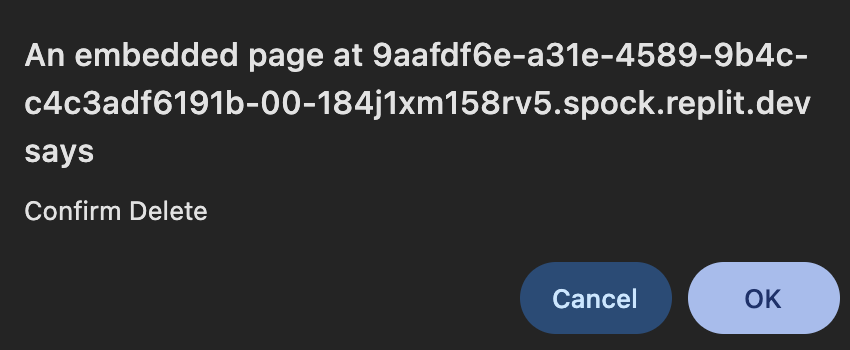 An embedded page at 9aafdf6e-a31e-4589-9b4c-
c4c3adf6191b-00-184j1xm158rv5.spock.replit.dev
says
Confirm Delete
Cancel
OK